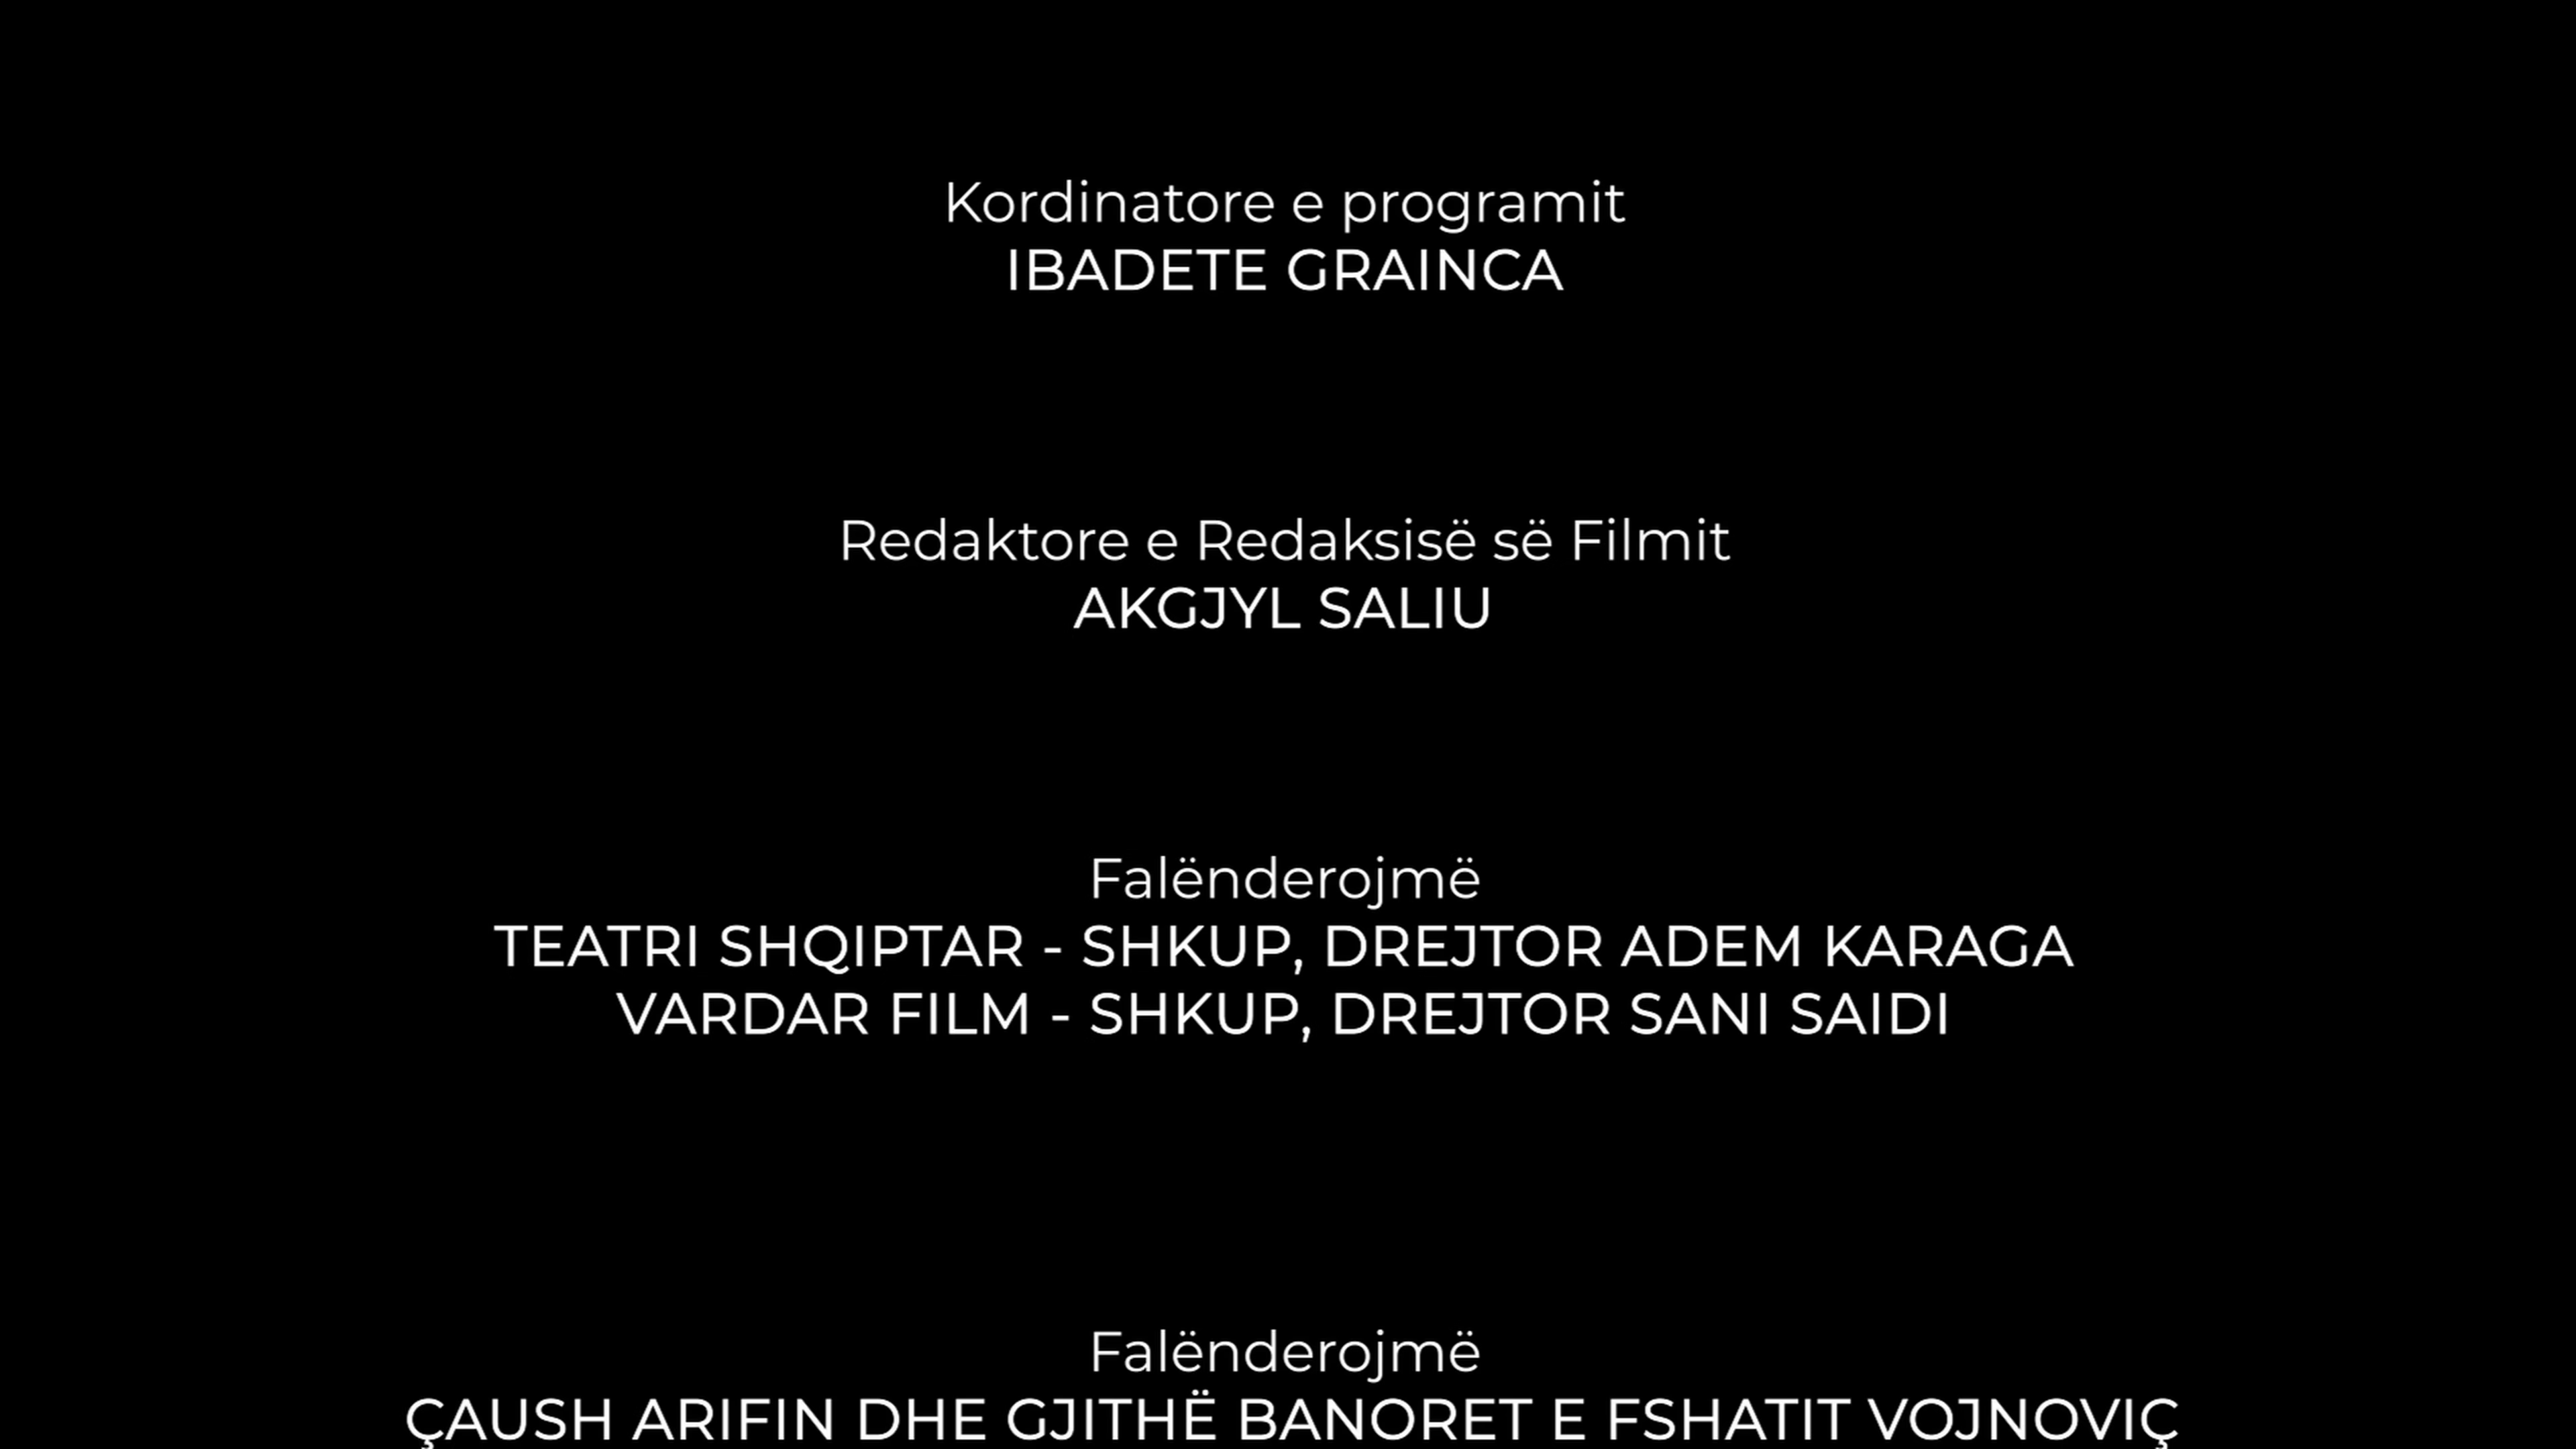 Kordinatore e programit
IBADETE GRAINCA
Redaktore e Redaksisë së Filmit
AKGJYL SALIU
Falënderojmë
TEATRI SHQIPTAR - SHKUP, DREJTOR ADEM KARAGA
VARDAR FILM - SHKUP, DREJTOR SANI SAIDI
Falënderojmë
ÇAUSH ARIFIN DHE GJITHË BANORET E FSHATIT VOJNOVIÇ